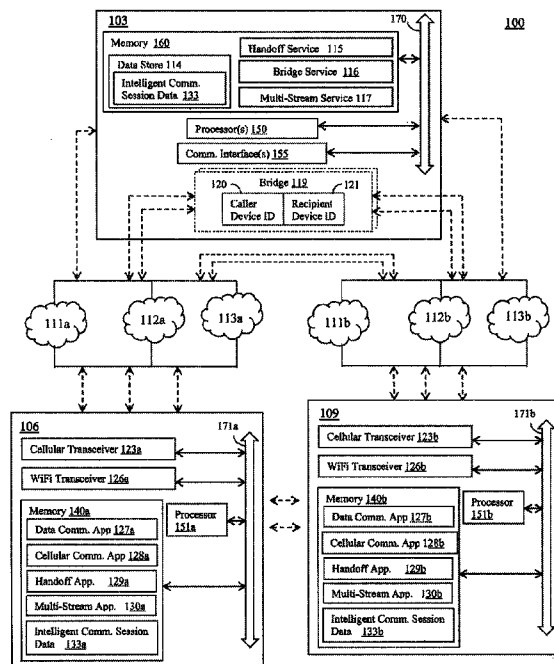 103
170
100
Memory 160
Handoff Service 115
Data Store 114
Bridge Service 116
Intelligent Comm.
Session Data 133
Multi-Stream Service 117
Processor(s) 150
Comm. Interface(s) 155
Bridge 119
120
121
Caller
Device ID
Recipient
Device ID
111a
112a
113a
111b
112b
113b
106
171a
Cellular Transceiver 123a
WiFi Transceiver 126a
Memory 140a
Processor
151a
Data Comm. App 127a
Cellular Comm. App 128a
Handoff App. 129a
Multi-Stream App. 130a
Intelligent Comm. Session
Data 133a
109
171b
Cellular Transceiver 123b
WiFi Transceiver 126b
Memory 140b
Processor
151b
Data Comm. App 127b
Cellular Comm. App 128b
Handoff App. 129b
Multi-Stream App. 130b
Intelligent Comm. Session
Data 133b